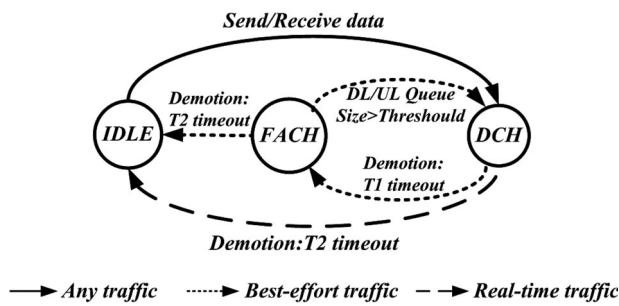 Send/Receive data
Demotion:
T2 timeout
DL/UL Queue
Size>Threshould
IDLE
FACH
DCH
Demotion:
T1 timeout
Demotion:T2 timeout
Any traffic
Best-effort traffic
Real-time traffic